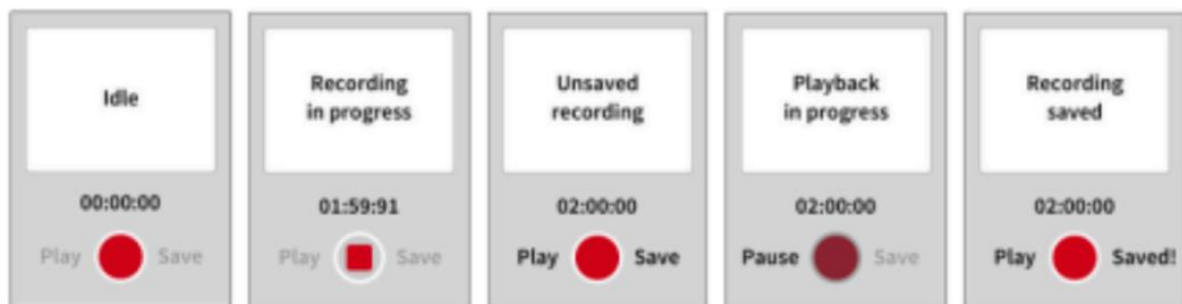 Idle
00:00:00
Play Save
Recording
in progress
01:59:91
Play Save
Unsaved
recording
02:00:00
Play Save
Playback
in progress
02:00:00
Pause Save
Recording
saved
02:00:00
Play Saved!